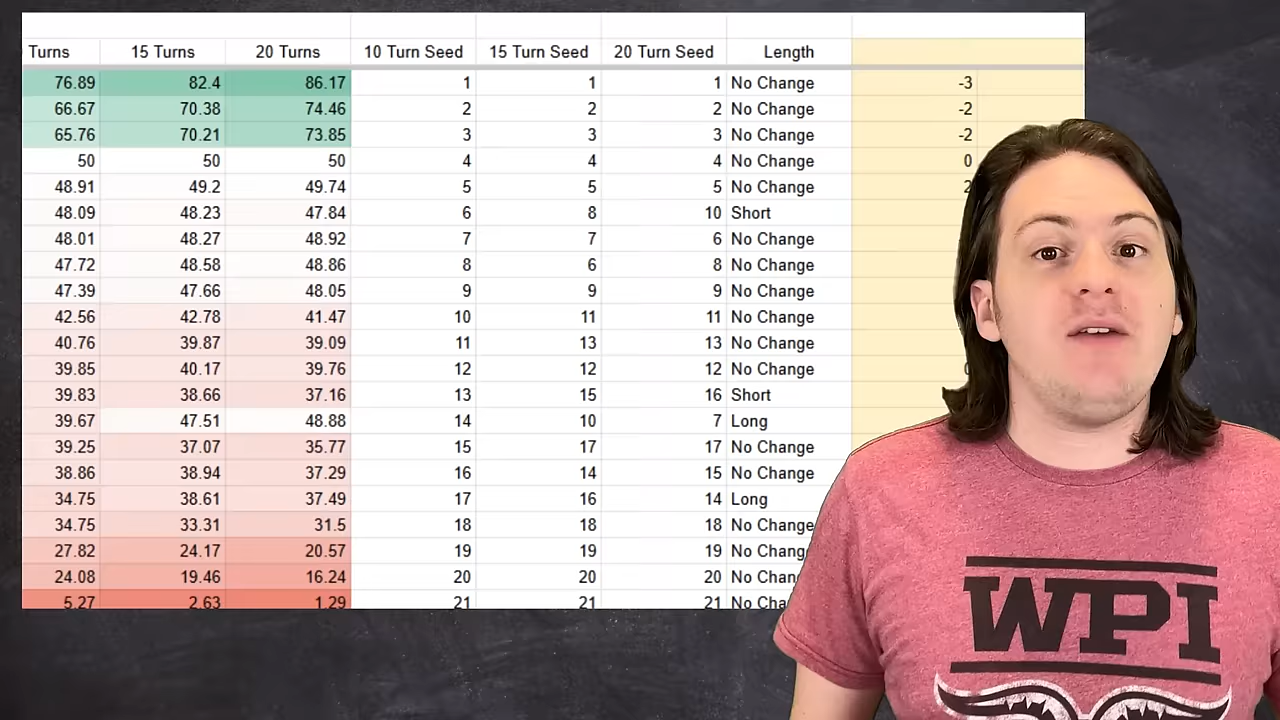 Turns 15 Turns 20 Turns 10 Turn Seed 15 Turn Seed 20 Turn Seed Length
76.89 82.4 86.17 1 1 1 No Change -3
66.67 70.38 74.46 2 2 2 No Change -2
65.76 70.21 73.85 3 3 3 No Change -2
50 50 50 4 4 4 No Change 0
48.91 49.2 49.74 5 5 5 No Change 2
48.09 48.23 47.84 6 8 10 Short
48.01 48.27 48.92 7 7 6 No Change
47.72 48.58 48.86 8 6 8 No Change
47.39 47.66 48.05 9 9 9 No Change
42.56 42.78 41.47 10 11 11 No Change
40.76 39.87 39.09 11 13 13 No Change
39.85 40.17 39.76 12 12 12 No Change
39.83 38.66 37.16 13 15 16 Short
39.67 47.51 48.88 14 10 7 Long
39.25 37.07 35.77 15 17 17 No Change
38.86 38.94 37.29 16 14 15 No Change
34.75 38.61 37.49 17 16 14 Long
34.75 33.31 31.5 18 18 18 No Change
27.82 24.17 20.57 19 19 19 No Chang
24.08 19.46 16.24 20 20 20 No Chan
5.27 2.63 1.29 21 21 21 No Cha
WPI